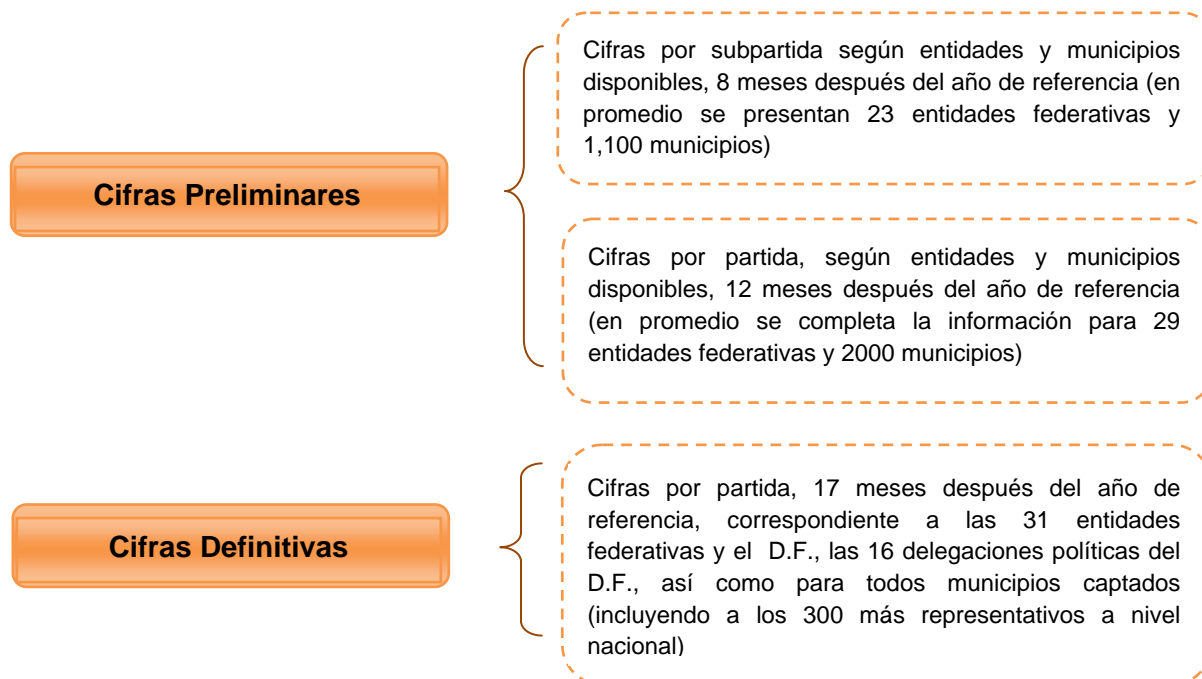 Cifras Preliminares
Cifras por subpartida según entidades y municipios
disponibles, 8 meses después del año de referencia (en
promedio se presentan 23 entidades federativas y
1,100 municipios)
Cifras por partida, según entidades y municipios
disponibles, 12 meses después del año de referencia
(en promedio se completa la información para 29
entidades federativas y 2000 municipios)
Cifras Definitivas
Cifras por partida, 17 meses después del año de
referencia, correspondiente a las 31 entidades
federativas y el D.F., las 16 delegaciones políticas del
D.F., así como para todos municipios captados
(incluyendo a los 300 más representativos a nivel
nacional)